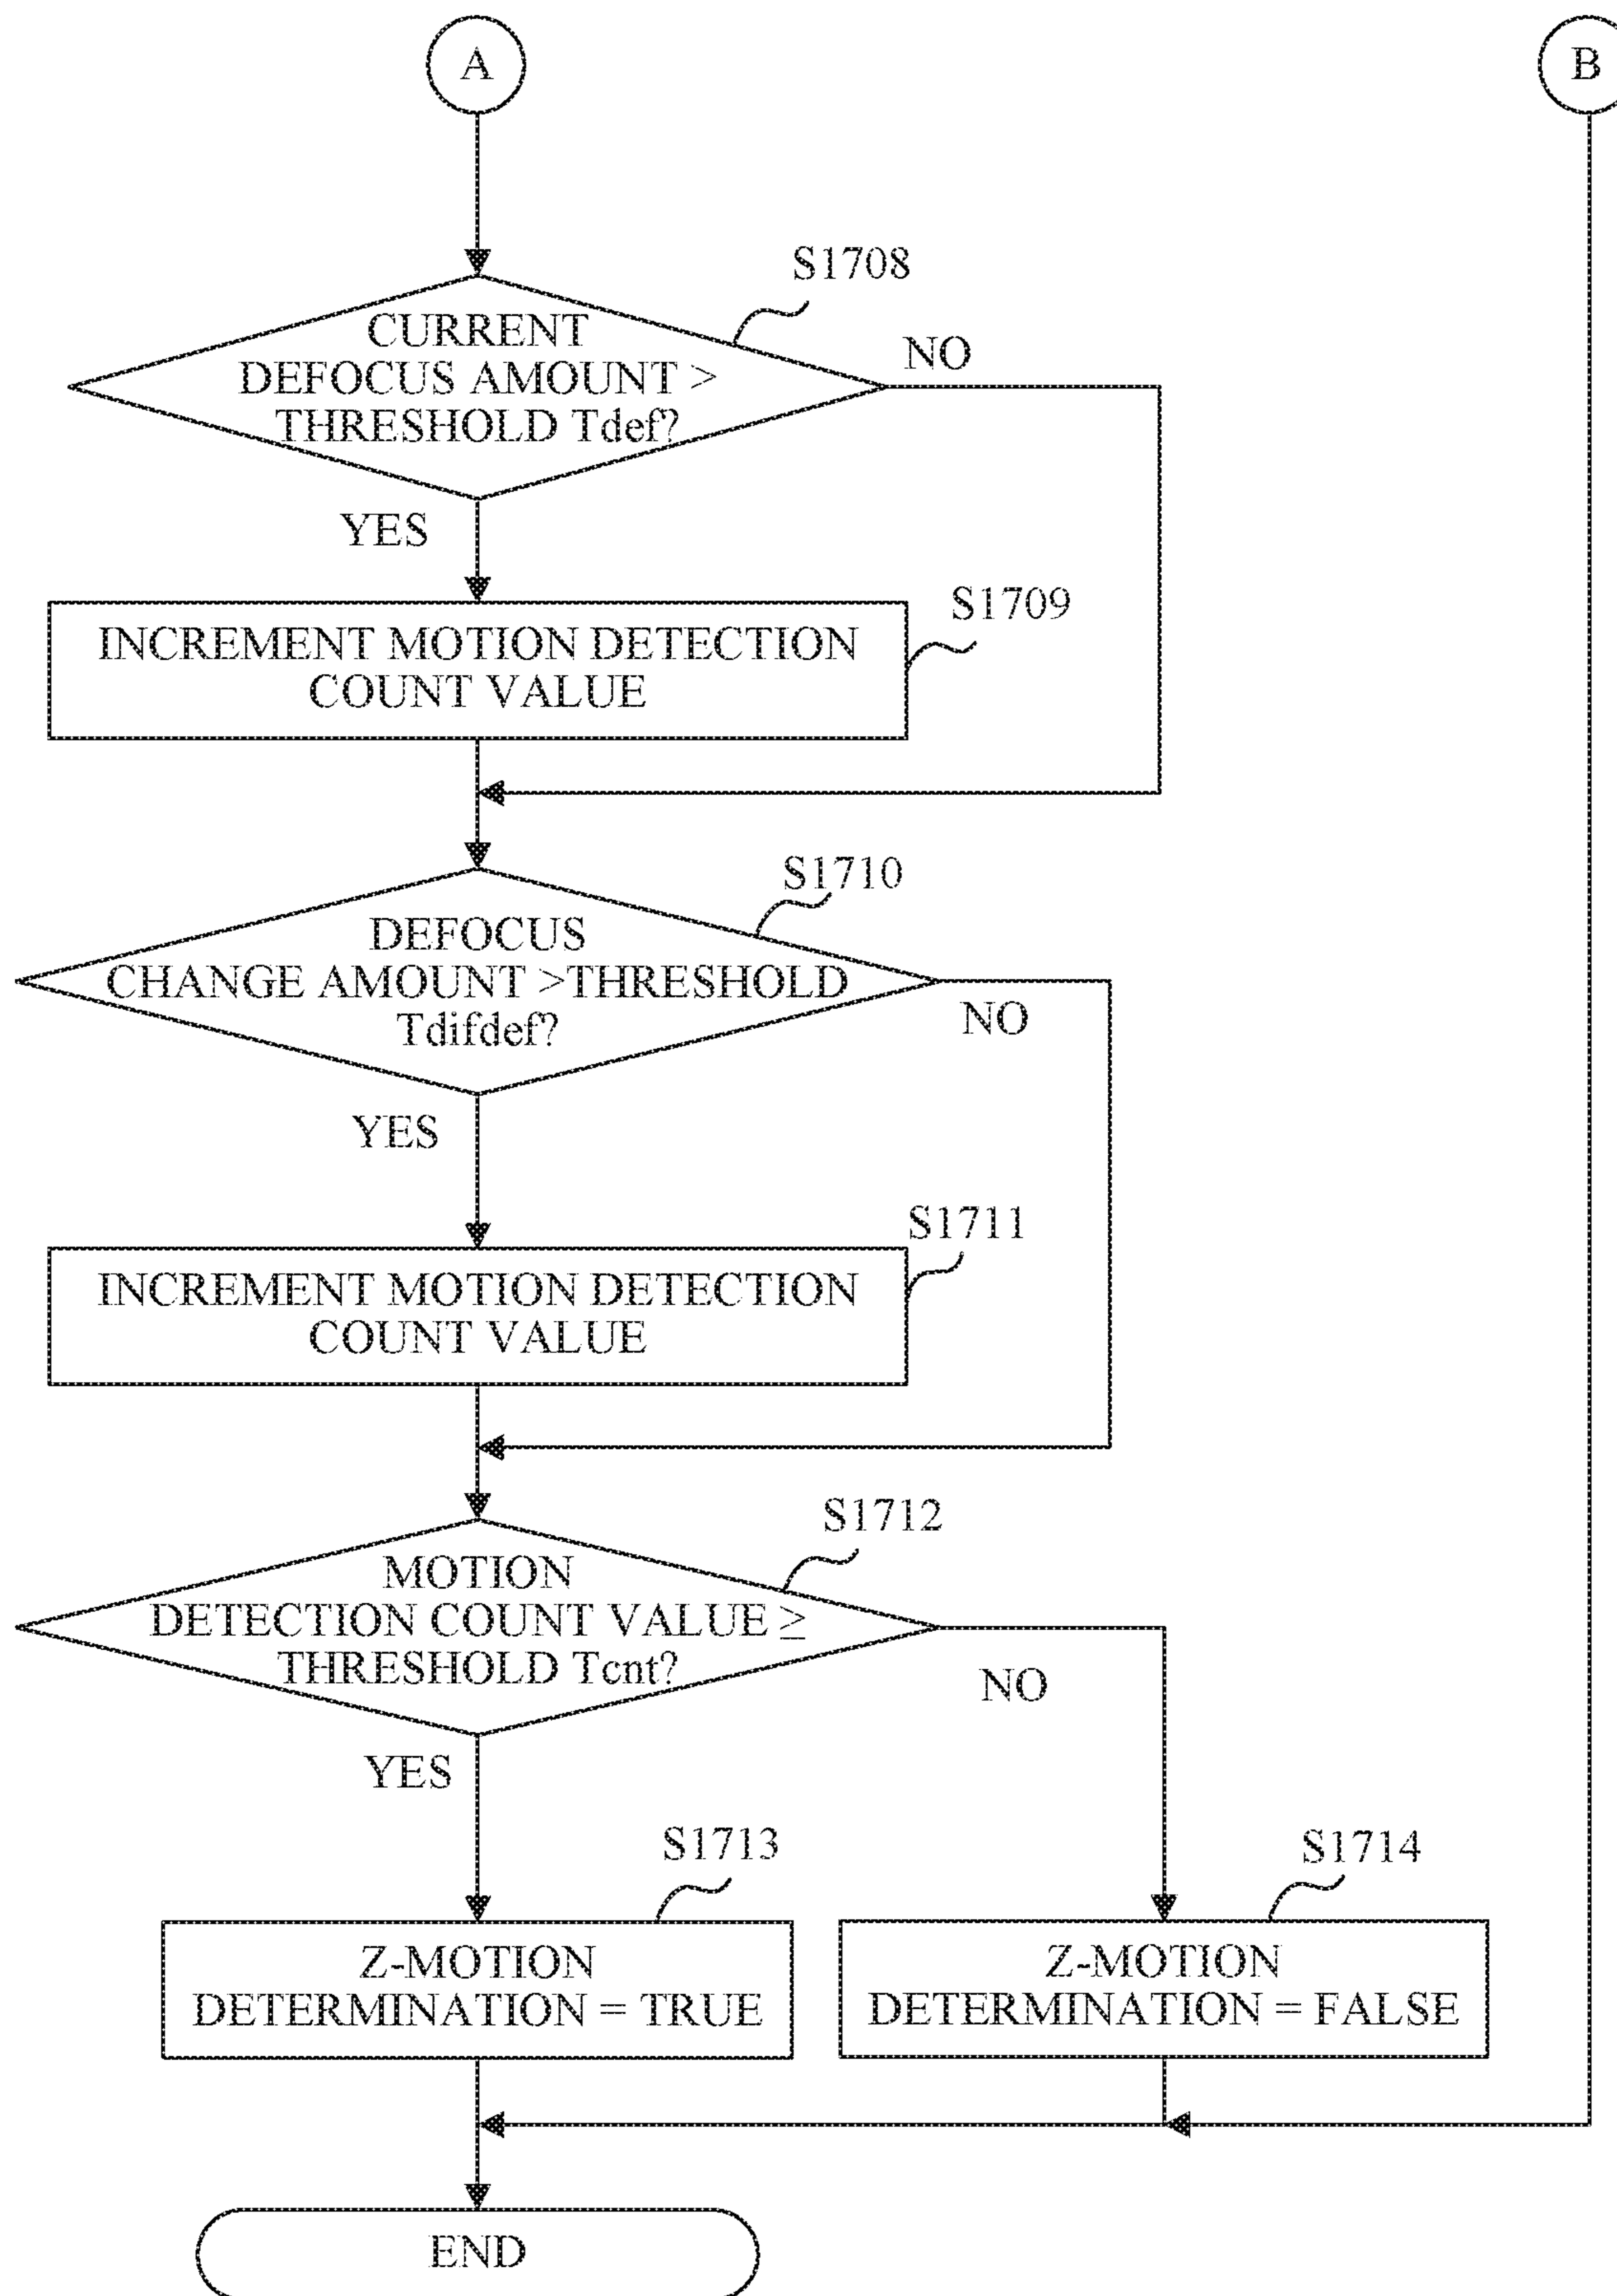 A
B
S1708
CURRENT
DEFOCUS AMOUNT >
THRESHOLD Tdef?
NO
YES
S1709
INCREMENT MOTION DETECTION
COUNT VALUE
S1710
DEFOCUS
CHANGE AMOUNT >THRESHOLD
Tdifdef?
NO
YES
S1711
INCREMENT MOTION DETECTION
COUNT VALUE
S1712
MOTION
DETECTION COUNT VALUE ≥
THRESHOLD Tcnt?
NO
YES
S1713
Z-MOTION
DETERMINATION = TRUE
S1714
Z-MOTION
DETERMINATION = FALSE
END